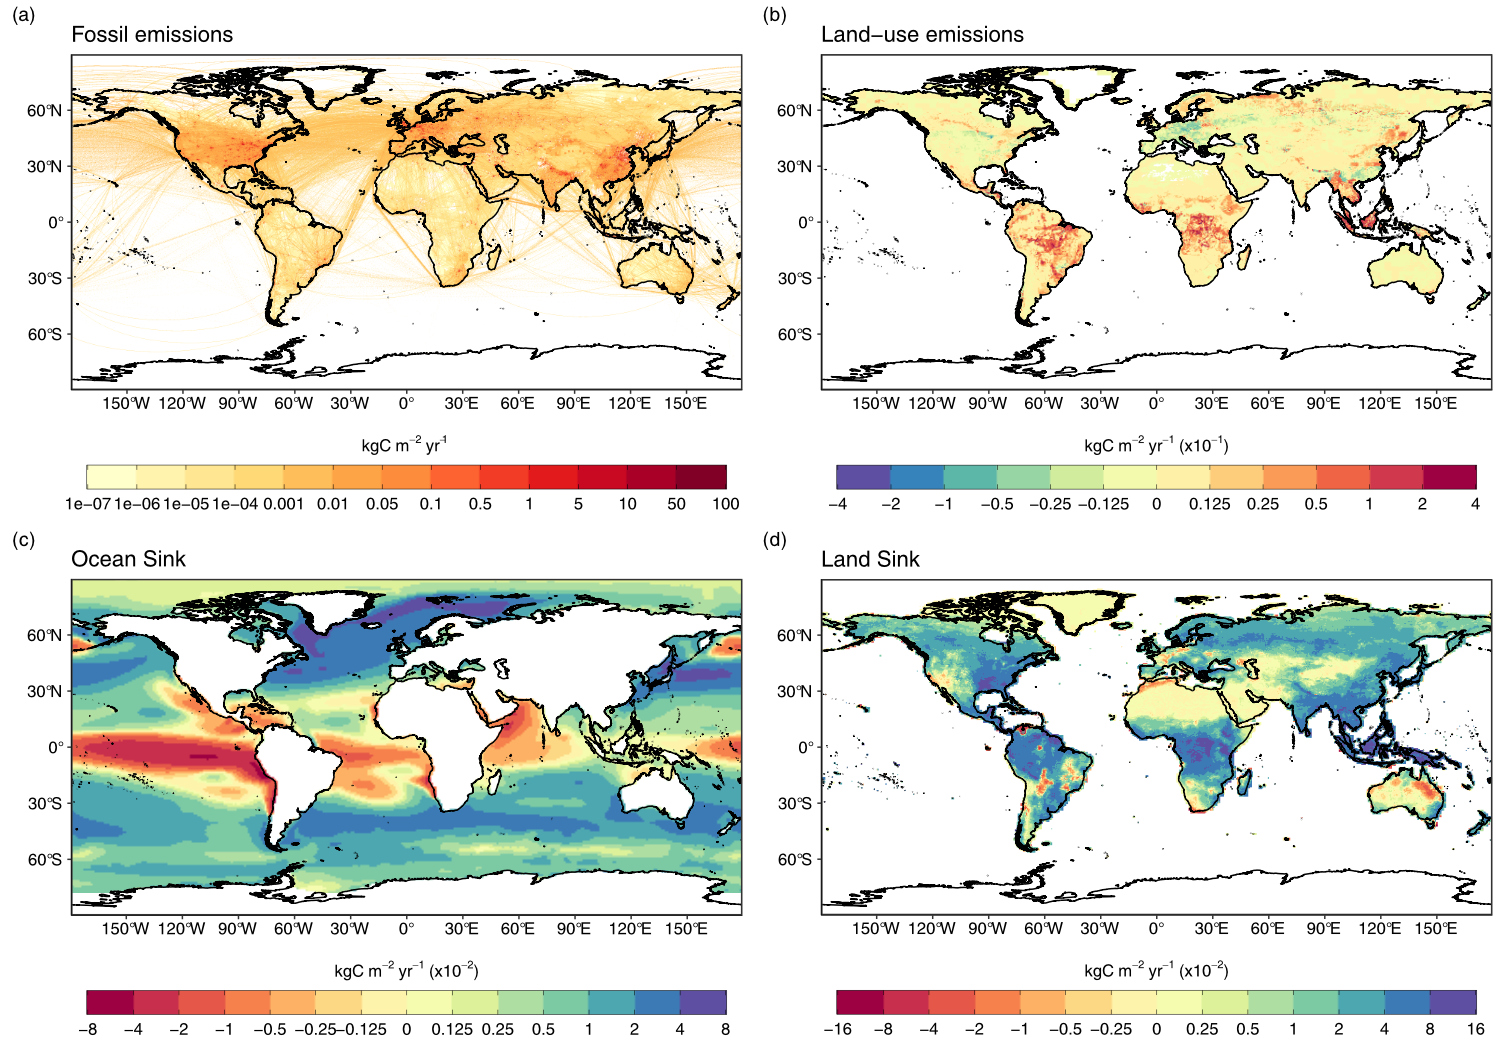 (a)
Fossil emissions
60°N
30°N
0°
30°S
60°S
150°W 120°W 90°W 60°W 30°W 0° 30°E 60°E 90°E 120°E 150°E
kgC m⁻² yr⁻¹
1e−07 1e−06 1e−05 1e−04 0.001 0.01 0.05 0.1 0.5 1 5 10 50 100
(b)
Land−use emissions
60°N
30°N
0°
30°S
60°S
150°W 120°W 90°W 60°W 30°W 0° 30°E 60°E 90°E 120°E 150°E
kgC m⁻² yr⁻¹ (x10⁻¹)
−4 −2 −1 −0.5 −0.25 −0.125 0 0.125 0.25 0.5 1 2 4
(c)
Ocean Sink
60°N
30°N
0°
30°S
60°S
150°W 120°W 90°W 60°W 30°W 0° 30°E 60°E 90°E 120°E 150°E
kgC m⁻² yr⁻¹ (x10⁻²)
−8 −4 −2 −1 −0.5 −0.25 −0.125 0 0.125 0.25 0.5 1 2 4 8
(d)
Land Sink
60°N
30°N
0°
30°S
60°S
150°W 120°W 90°W 60°W 30°W 0° 30°E 60°E 90°E 120°E 150°E
kgC m⁻² yr⁻¹ (x10⁻²)
−16 −8 −4 −2 −1 −0.5 −0.25 0 0.25 0.5 1 2 4 8 16